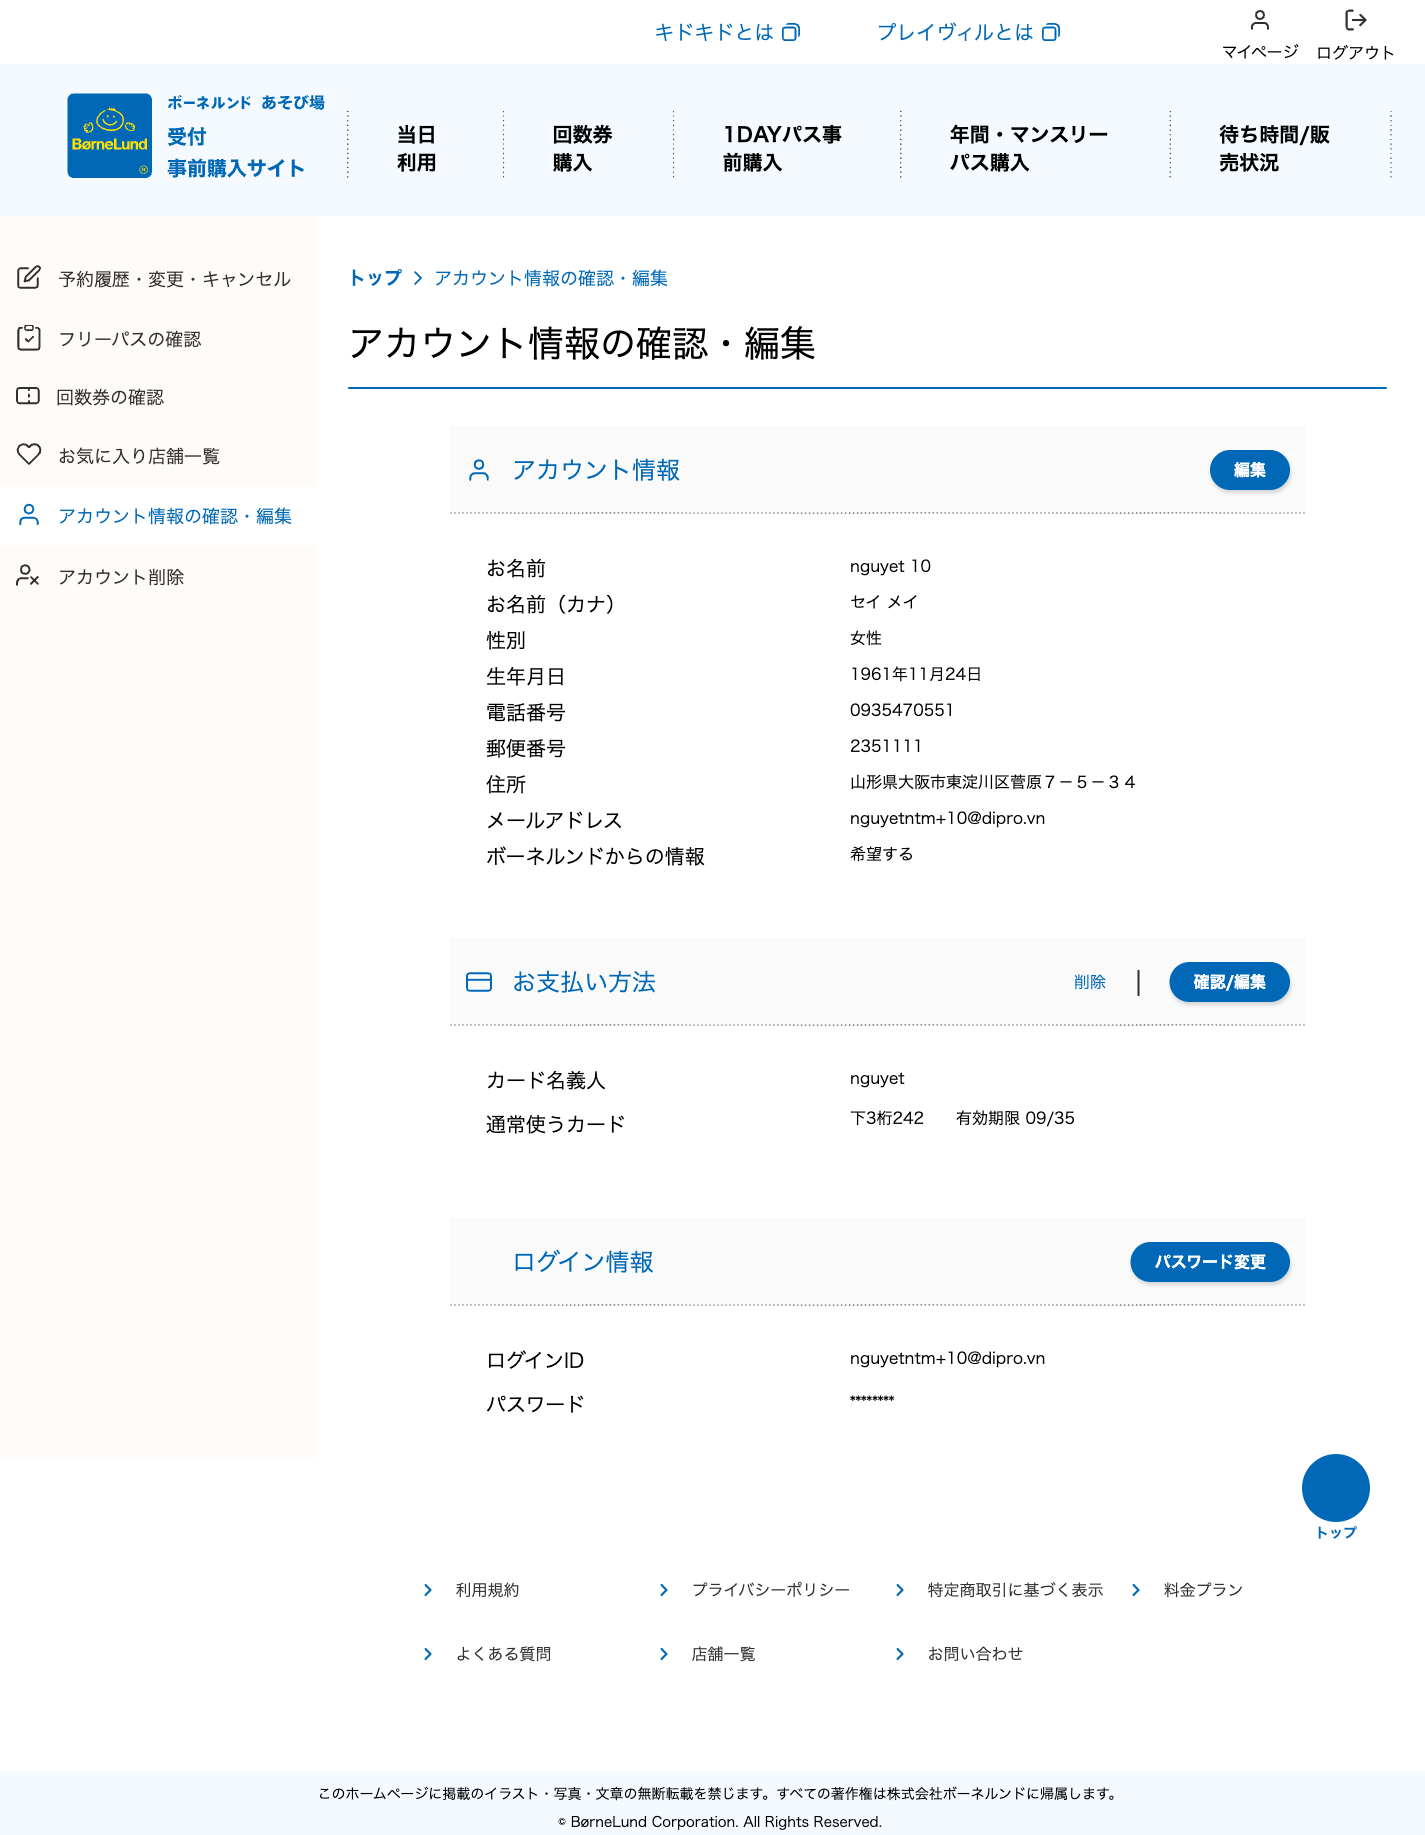 キドキドとは
プレイヴィルとは
マイページ
ログアウト
BørneLund
®
ボーネルンド あそび場
受付
事前購入サイト
当日
利用
回数券
購入
1DAYパス事
前購入
年間・マンスリー
パス購入
待ち時間/販
売状況
予約履歴・変更・キャンセル
フリーパスの確認
回数券の確認
お気に入り店舗一覧
アカウント情報の確認・編集
アカウント削除
トップ アカウント情報の確認・編集
アカウント情報の確認・編集
アカウント情報 編集
お名前 nguyet 10
お名前（カナ） セイ メイ
性別 女性
生年月日 1961年11月24日
電話番号 0935470551
郵便番号 2351111
住所 山形県大阪市東淀川区菅原７－５－３４
メールアドレス nguyetntm+10@dipro.vn
ボーネルンドからの情報 希望する
お支払い方法 削除 | 確認/編集
カード名義人 nguyet
通常使うカード 下3桁242 有効期限 09/35
ログイン情報 パスワード変更
ログインID nguyetntm+10@dipro.vn
パスワード ********
トップ
利用規約 プライバシーポリシー 特定商取引に基づく表示 料金プラン
よくある質問 店舗一覧 お問い合わせ
このホームページに掲載のイラスト・写真・文章の無断転載を禁じます。すべての著作権は株式会社ボーネルンドに帰属します。
© BørneLund Corporation. All Rights Reserved.